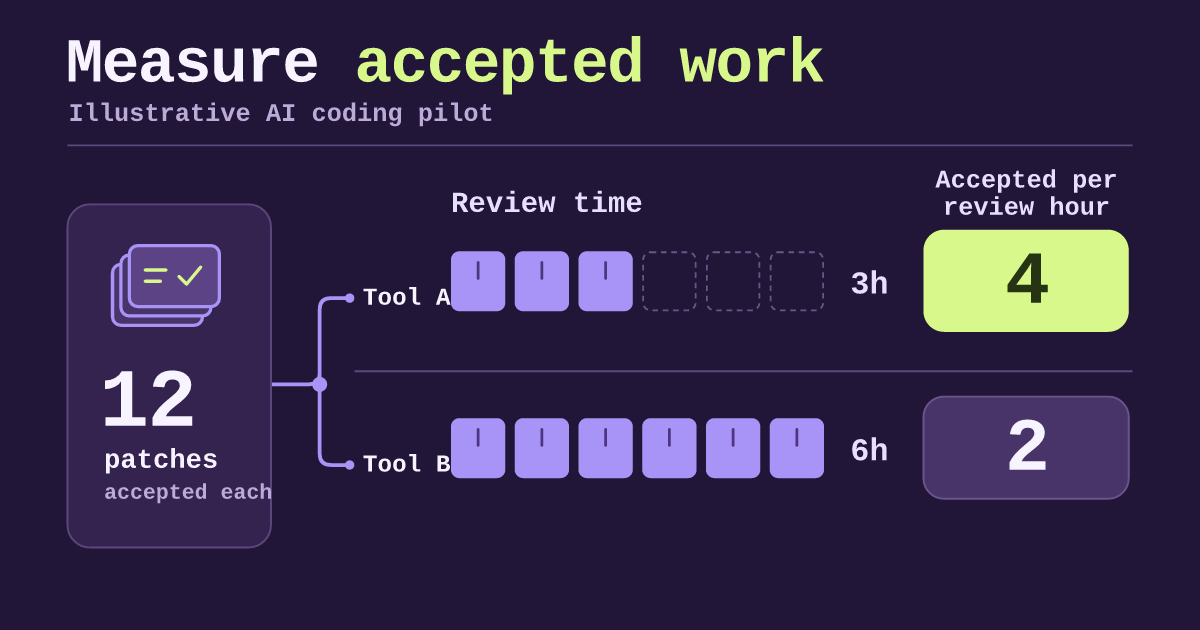 Measure accepted work
Illustrative AI coding pilot
12
patches
accepted each
Review time
Accepted per
review hour
Tool A
3h
4
Tool B
6h
2